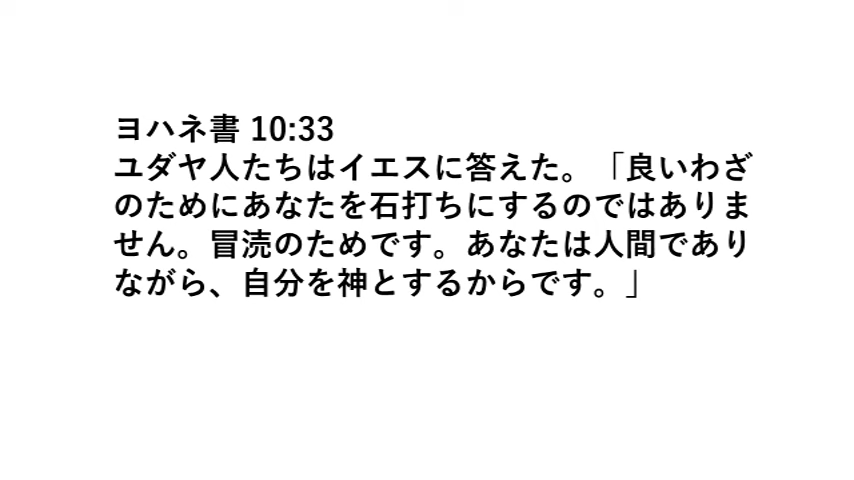 ヨハネ書 10:33
ユダヤ人たちはイエスに答えた。「良いわざ
のためにあなたを石打ちにするのではありま
せん。冒涜のためです。あなたは人間であり
ながら、自分を神とするからです。」